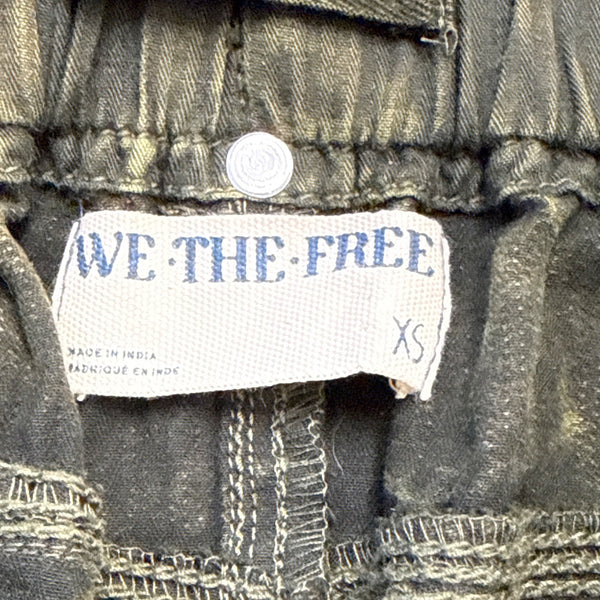 WE·THE·FREE
XS
MADE IN INDIA
FABRIQUÉ EN INDE